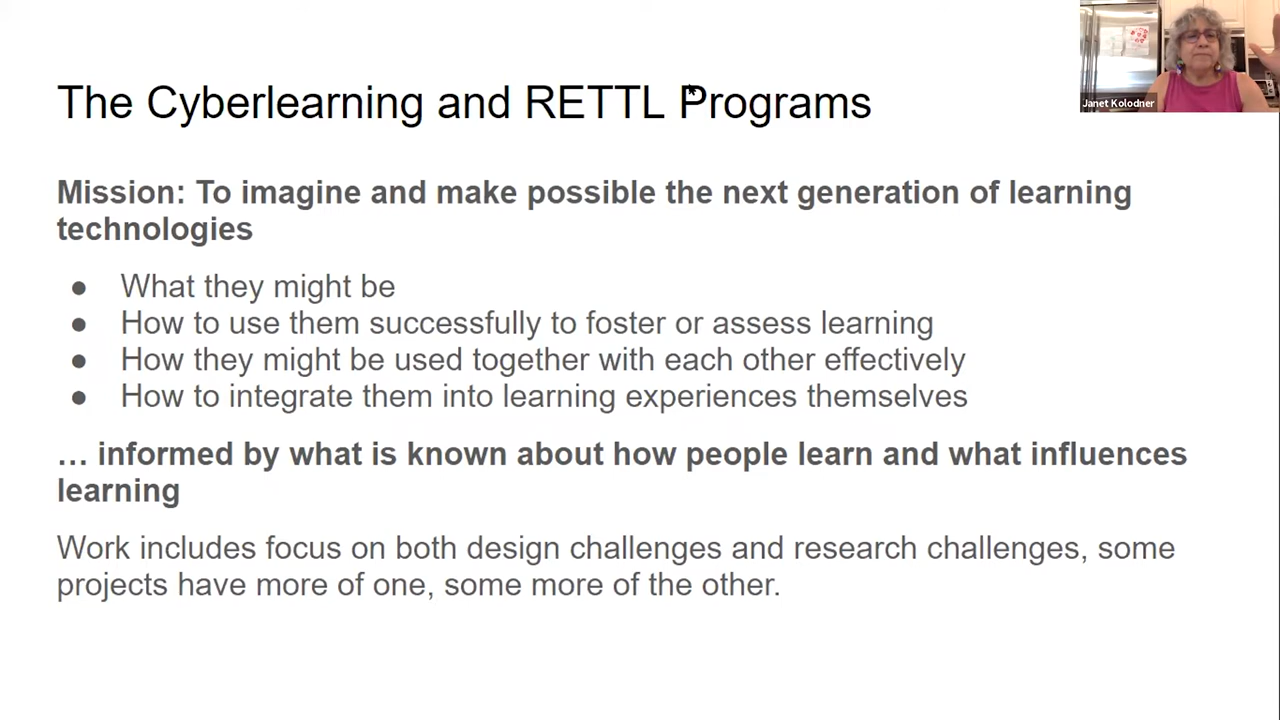 The Cyberlearning and RETTL Programs
Janet Kolodner
Mission: To imagine and make possible the next generation of learning
technologies
● What they might be
● How to use them successfully to foster or assess learning
● How they might be used together with each other effectively
● How to integrate them into learning experiences themselves
… informed by what is known about how people learn and what influences
learning
Work includes focus on both design challenges and research challenges, some
projects have more of one, some more of the other.